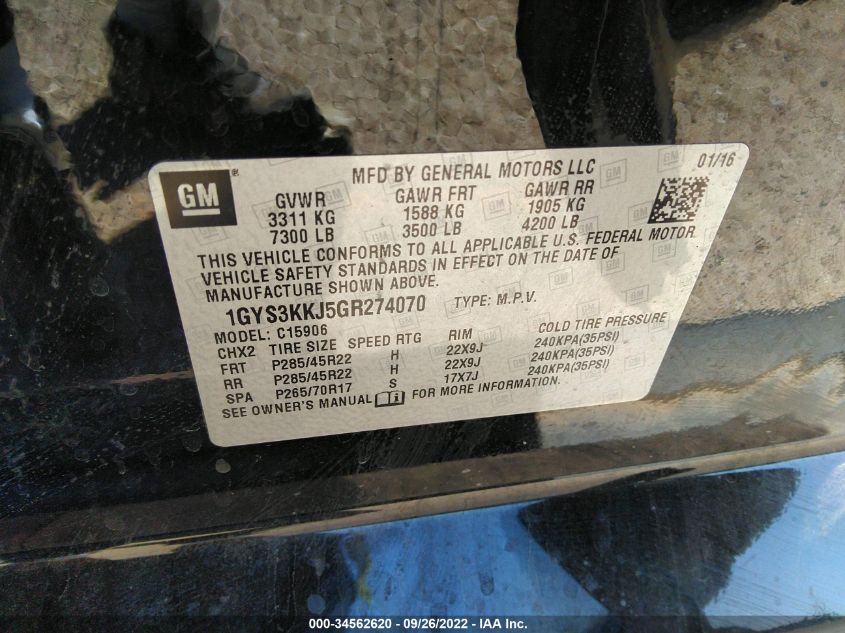 MFD BY GENERAL MOTORS LLC 01/16
GM
GVWR GAWR FRT GAWR RR
3311 KG 1588 KG 1905 KG
7300 LB 3500 LB 4200 LB
THIS VEHICLE CONFORMS TO ALL APPLICABLE U.S. FEDERAL MOTOR
VEHICLE SAFETY STANDARDS IN EFFECT ON THE DATE OF
MANUFACTURE SHOWN ABOVE.
1GYS3KKJ5GR274070 TYPE: M.P.V.
MODEL: C15906
CHX2 TIRE SIZE SPEED RTG RIM COLD TIRE PRESSURE
FRT P285/45R22 H 22X9J 240KPA(35PSI)
RR P285/45R22 H 22X9J 240KPA(35PSI)
SPA P265/70R17 S 17X7J 240KPA(35PSI)
SEE OWNER'S MANUAL FOR MORE INFORMATION.
000-34562620 - 09/26/2022 - IAA Inc.